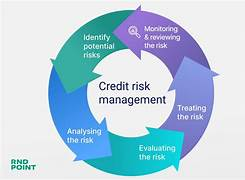 Identify
potential
risks
Monitoring
& reviewing
the risk
Credit risk
management
Treating
the risk
Analysing
the risk
Evaluating
the risk
RND
POINT